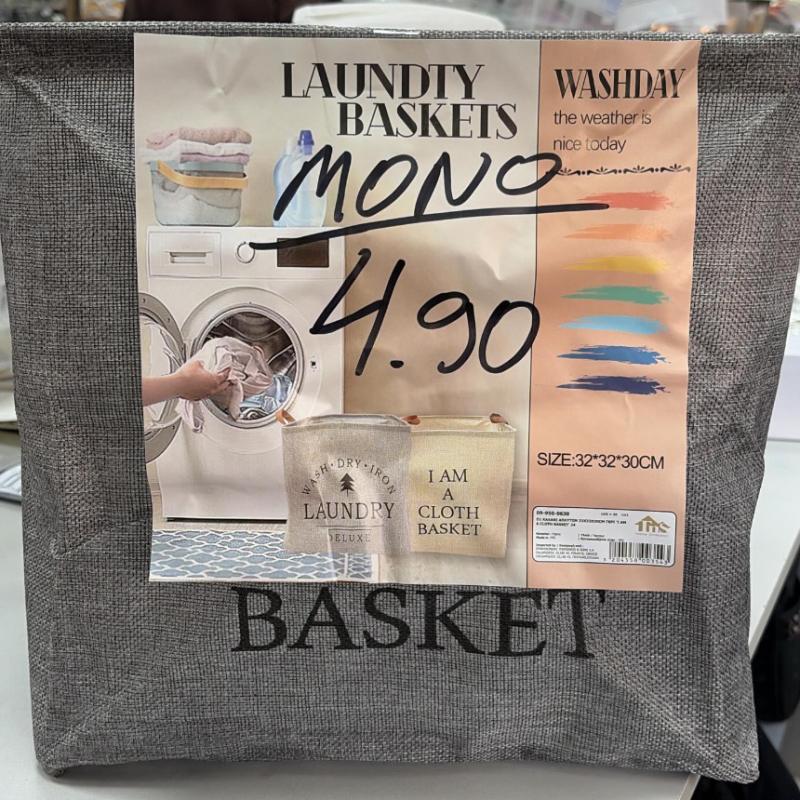 LAUNDTY
BASKETS
MONO
4.90
WASHDAY
the weather is
nice today
SIZE:32*32*30CM
WASH·DRY·IRON
LAUNDRY
DELUXE
I AM
A
CLOTH
BASKET
BASKET